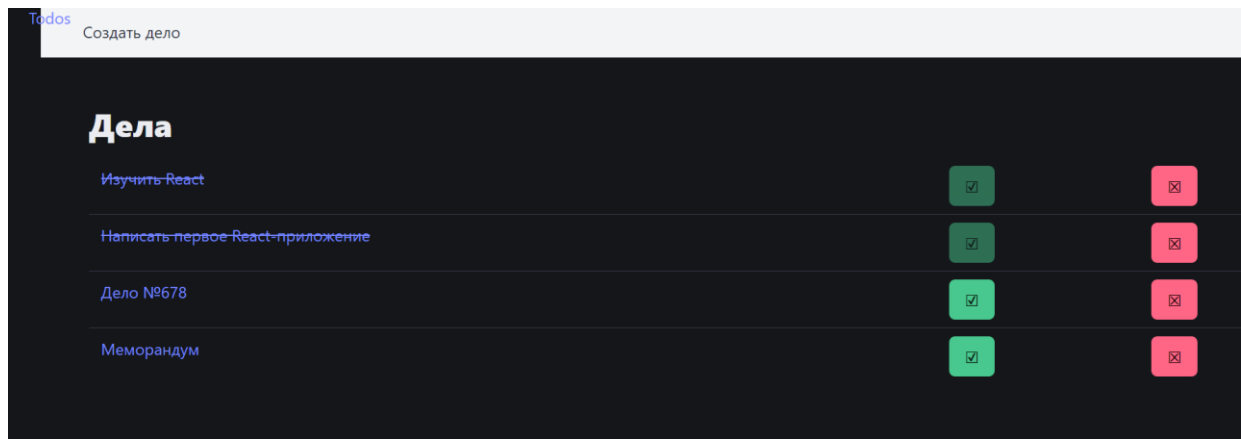 Todos
Создать дело
Дела
Изучить React ☑ ☒
Написать первое React-приложение ☑ ☒
Дело №678 ☑ ☒
Меморандум ☑ ☒